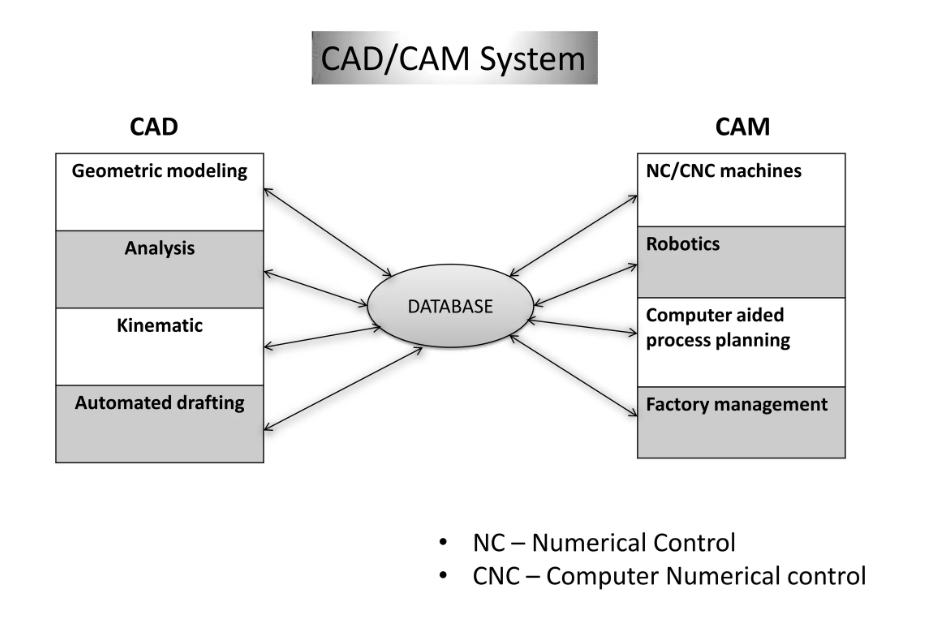 CAD/CAM System
CAD
Geometric modeling
Analysis
Kinematic
Automated drafting
DATABASE
CAM
NC/CNC machines
Robotics
Computer aided
process planning
Factory management
• NC – Numerical Control
• CNC – Computer Numerical control